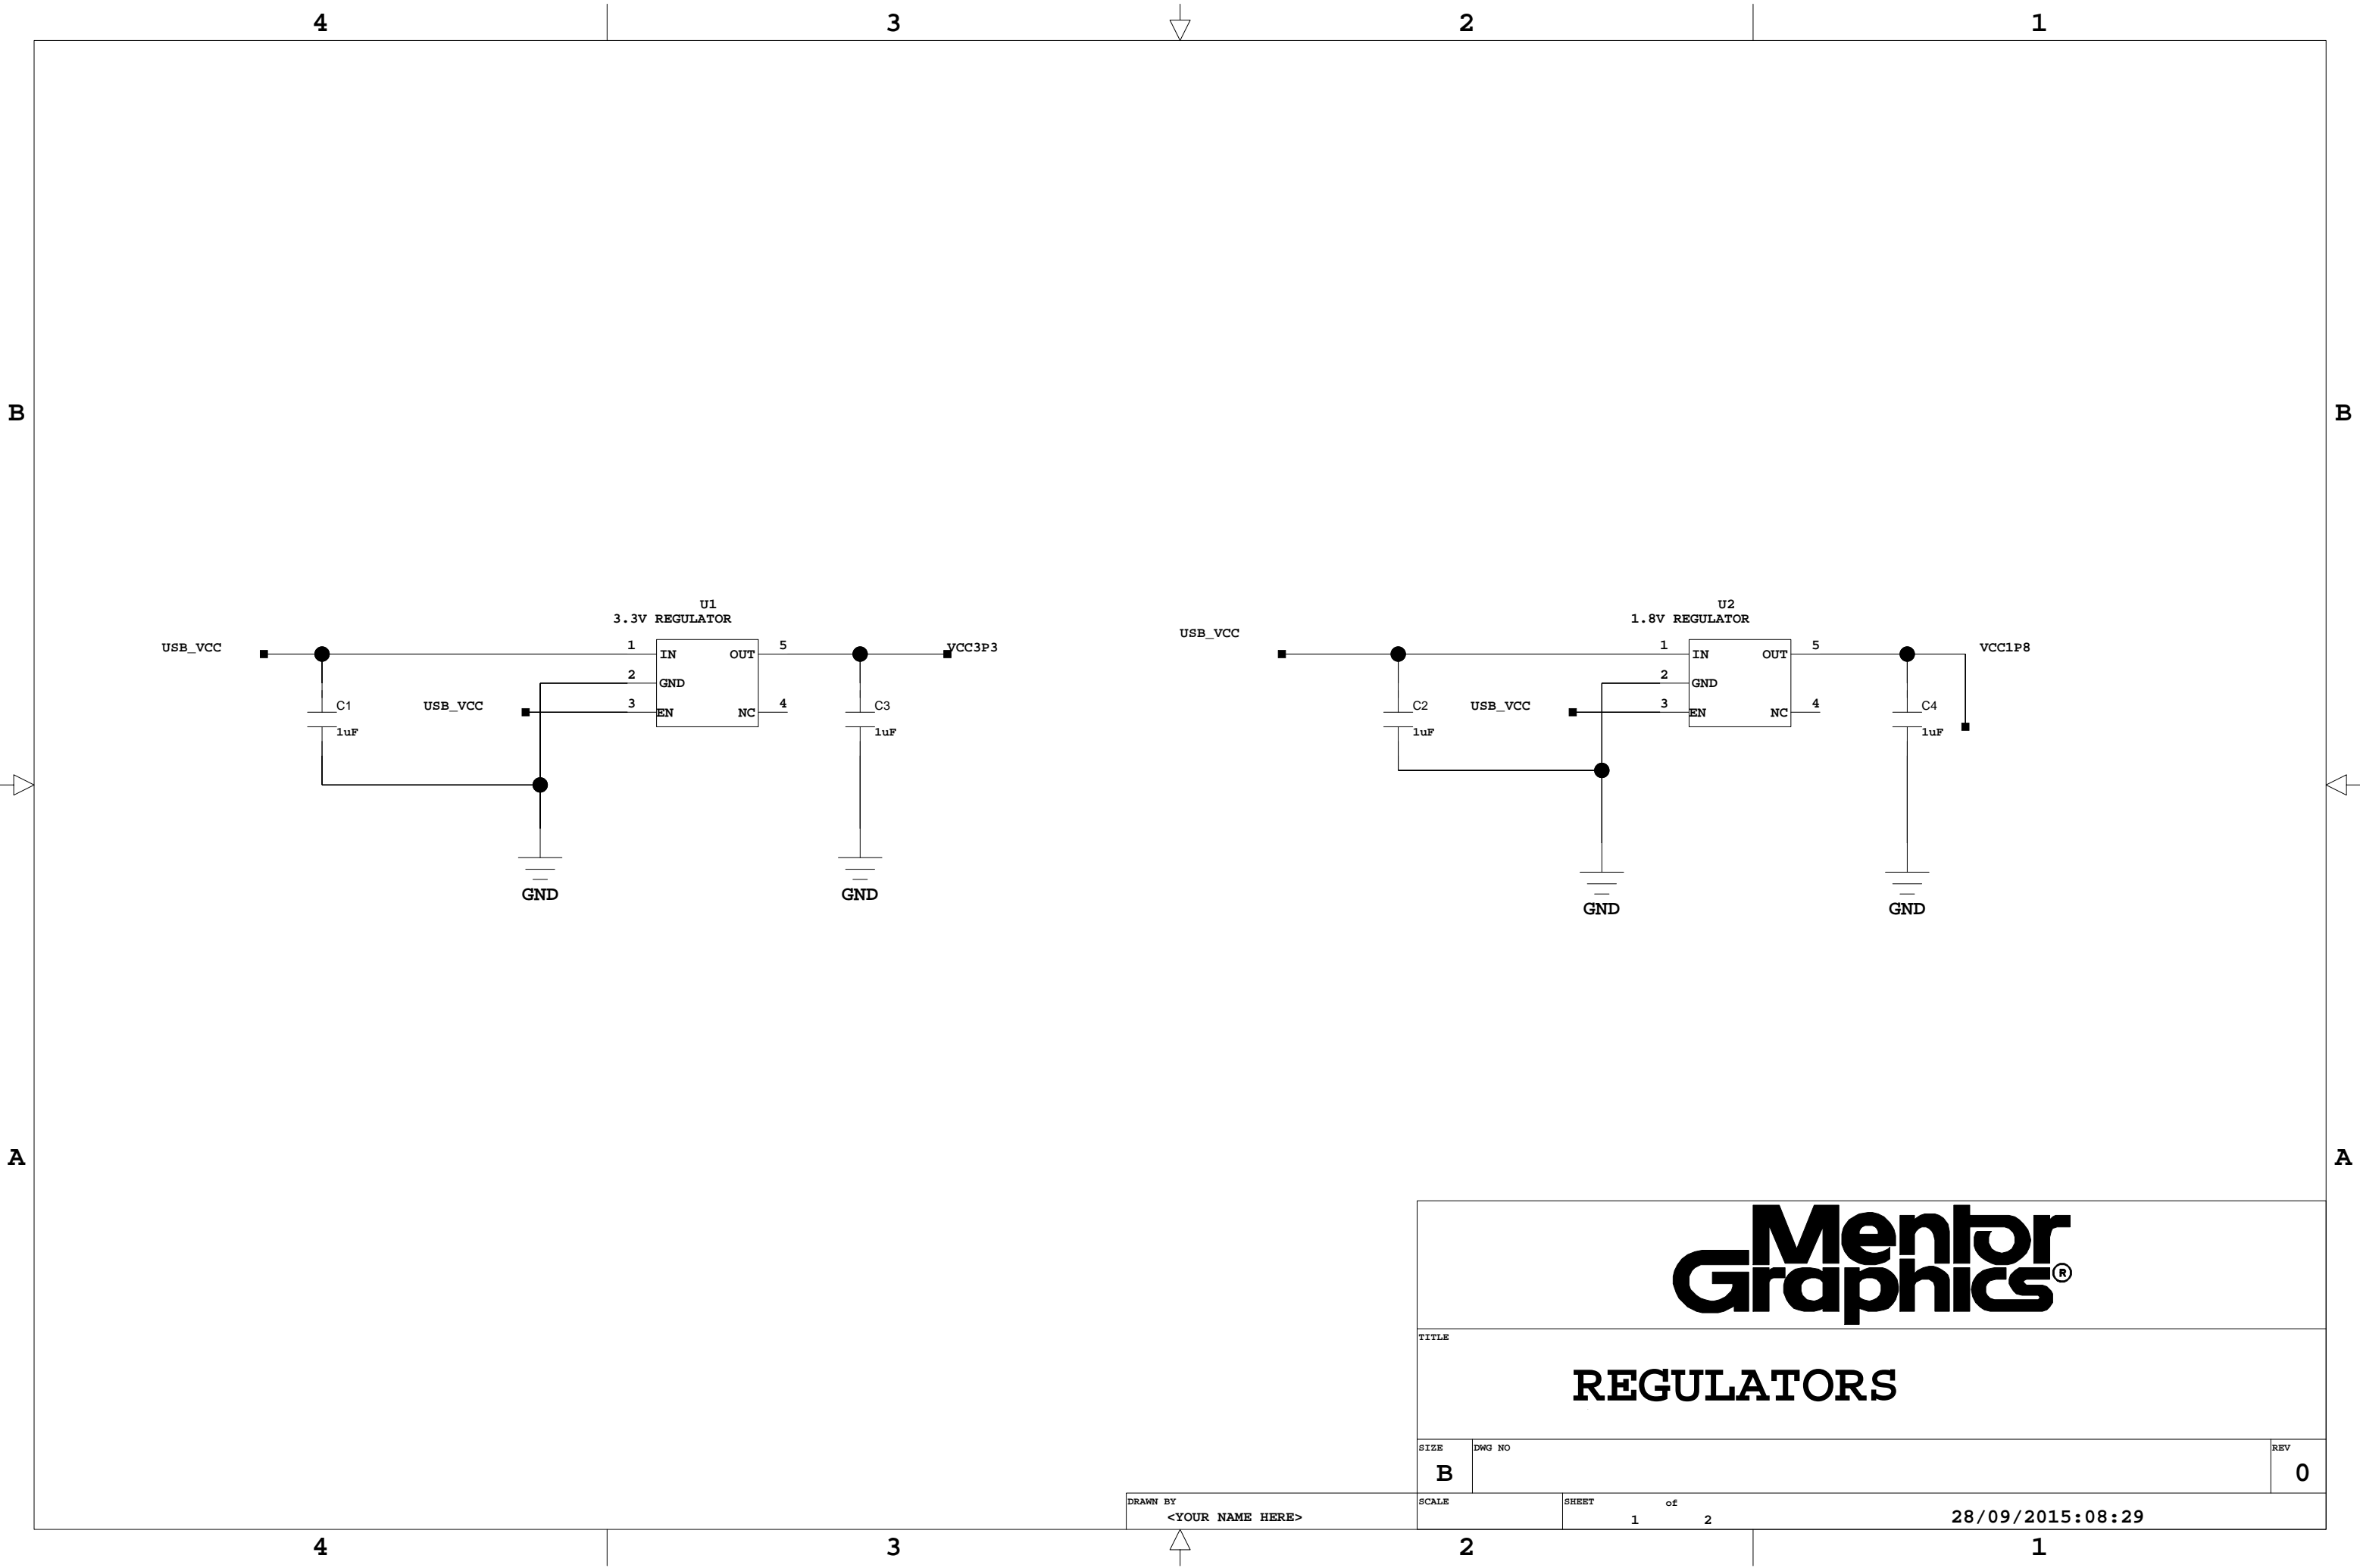 4 3 2 1
B B
U1
3.3V REGULATOR
USB_VCC
1 IN OUT 5
VCC3P3
2 GND
USB_VCC
3 EN NC 4
C1
1uF
C3
1uF
GND
GND
U2
1.8V REGULATOR
USB_VCC
1 IN OUT 5
VCC1P8
2 GND
USB_VCC
3 EN NC 4
C2
1uF
C4
1uF
GND
GND
A A
Mentor
Graphics®
TITLE
REGULATORS
SIZE DWG NO REV
B 0
DRAWN BY SCALE SHEET of
<YOUR NAME HERE> 1 2 28/09/2015:08:29
4 3 2 1